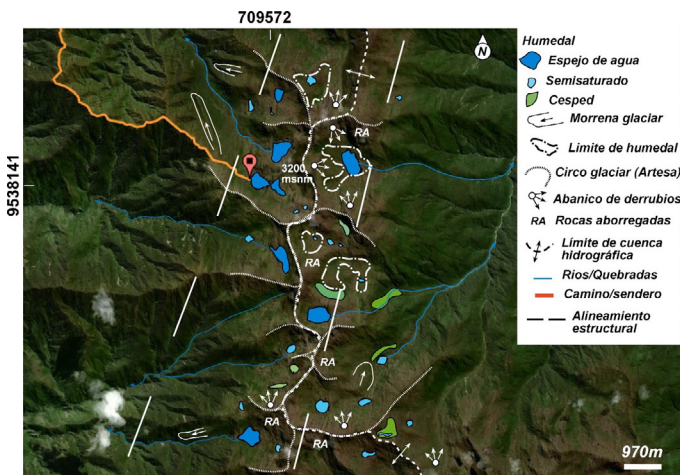 709572
9538141
N
RA
RA
3200
msnm
RA
RA
RA
RA
970m
Humedal
Espejo de agua
Semisaturado
Cesped
Morrena glaciar
Limite de humedal
Circo glaciar (Artesa)
Abanico de derrubios
RA Rocas aborregadas
Límite de cuenca
hidrográfica
Rios/Quebradas
Camino/sendero
Alineamiento
estructural